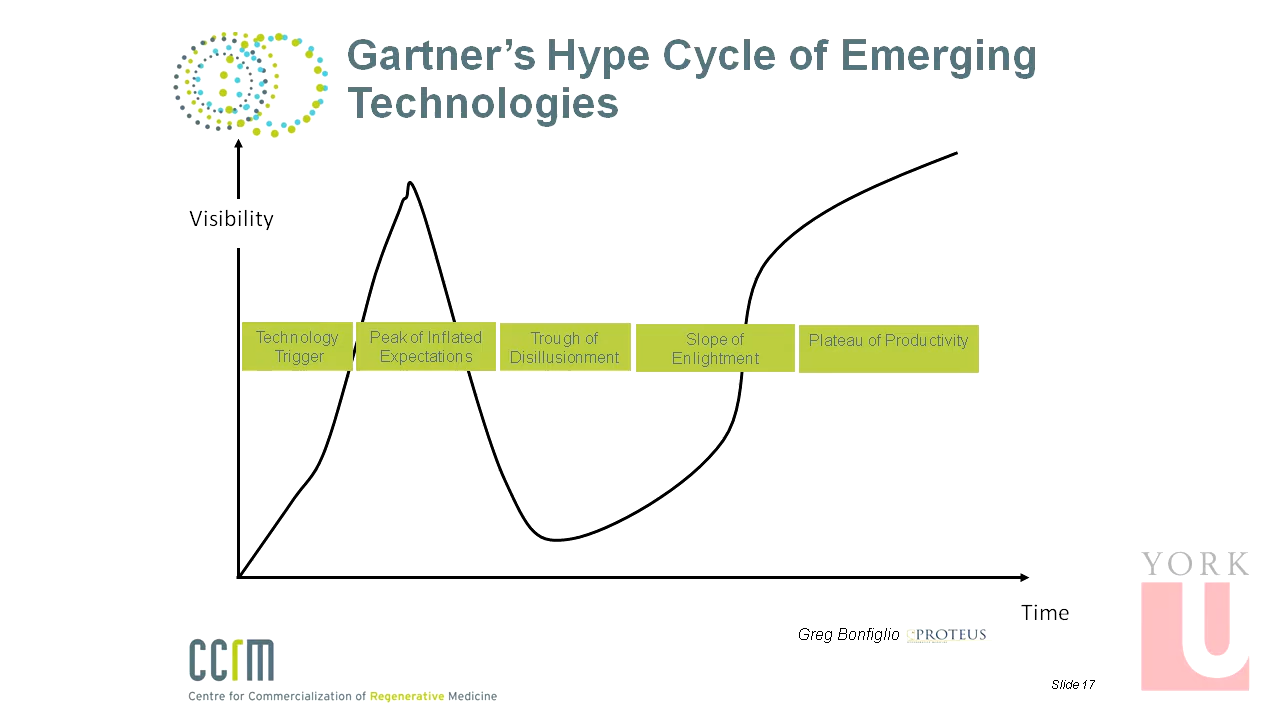 Gartner's Hype Cycle of Emerging
Technologies
Visibility
Technology
Trigger
Peak of Inflated
Expectations
Trough of
Disillusionment
Slope of
Enlightment
Plateau of Productivity
Time
Greg Bonfiglio PROTEUS
ccrm
Centre for Commercialization of Regenerative Medicine
Slide 17
YORK
U